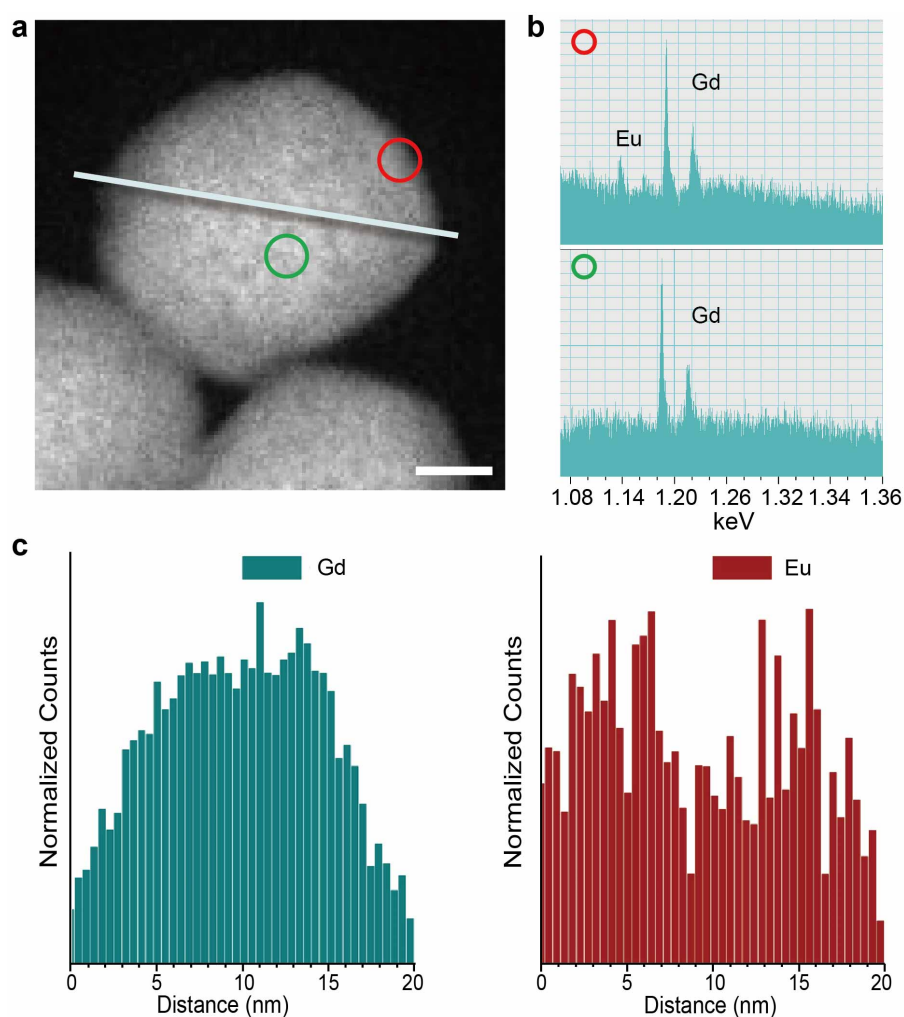 a
b
Eu
Gd
Gd
1.08 1.14 1.20 1.26 1.32 1.34 1.36
keV
c
Normalized Counts
Gd
0 5 10 15 20
Distance (nm)
Normalized Counts
Eu
0 5 10 15 20
Distance (nm)